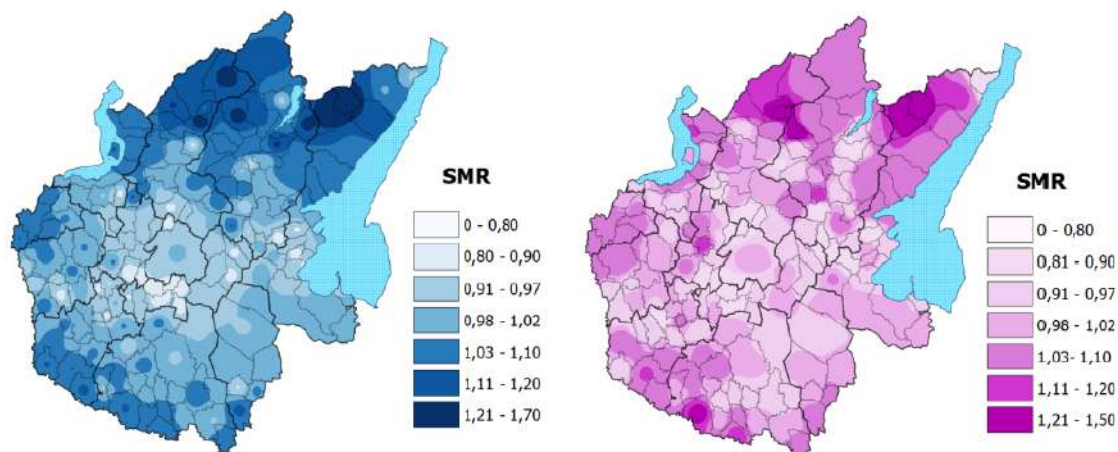 SMR
0 - 0,80
0,80 - 0,90
0,91 - 0,97
0,98 - 1,02
1,03 - 1,10
1,11 - 1,20
1,21 - 1,70
SMR
0 - 0,80
0,81 - 0,90
0,91 - 0,97
0,98 - 1,02
1,03- 1,10
1,11 - 1,20
1,21 - 1,50